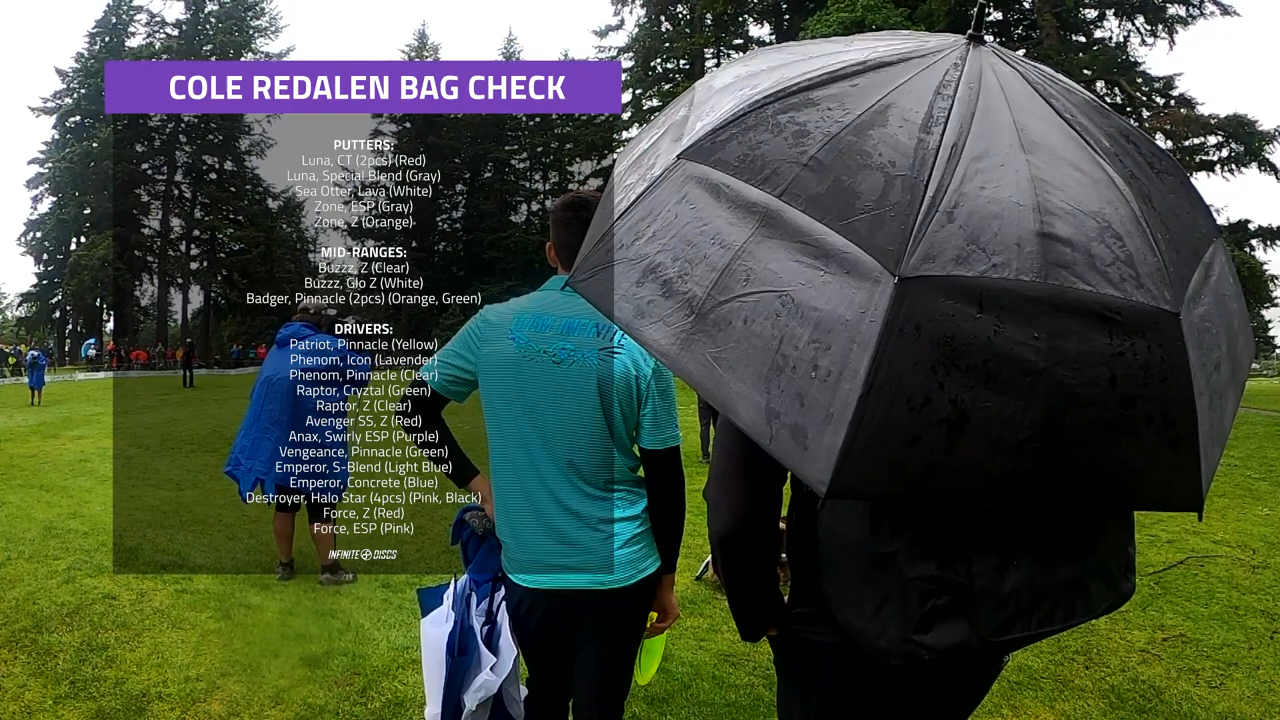 COLE REDALEN BAG CHECK
PUTTERS:
Luna, CT (2pcs) (Red)
Luna, Special Blend (Gray)
Sea Otter, Lava (White)
Zone, ESP (Gray)
Zone, Z (Orange)
MID-RANGES:
Buzzz, Z (Clear)
Buzzz, Glo Z (White)
Badger, Pinnacle (2pcs) (Orange, Green)
DRIVERS:
Patriot, Pinnacle (Yellow)
Phenom, Icon (Lavender)
Phenom, Pinnacle (Clear)
Raptor, Cryztal (Green)
Raptor, Z (Clear)
Avenger SS, Z (Red)
Anax, Swirly ESP (Purple)
Vengeance, Pinnacle (Green)
Emperor, S-Blend (Light Blue)
Emperor, Concrete (Blue)
Destroyer, Halo Star (4pcs) (Pink, Black)
Force, Z (Red)
Force, ESP (Pink)
INFINITE DISCS
TEAM INFINITE